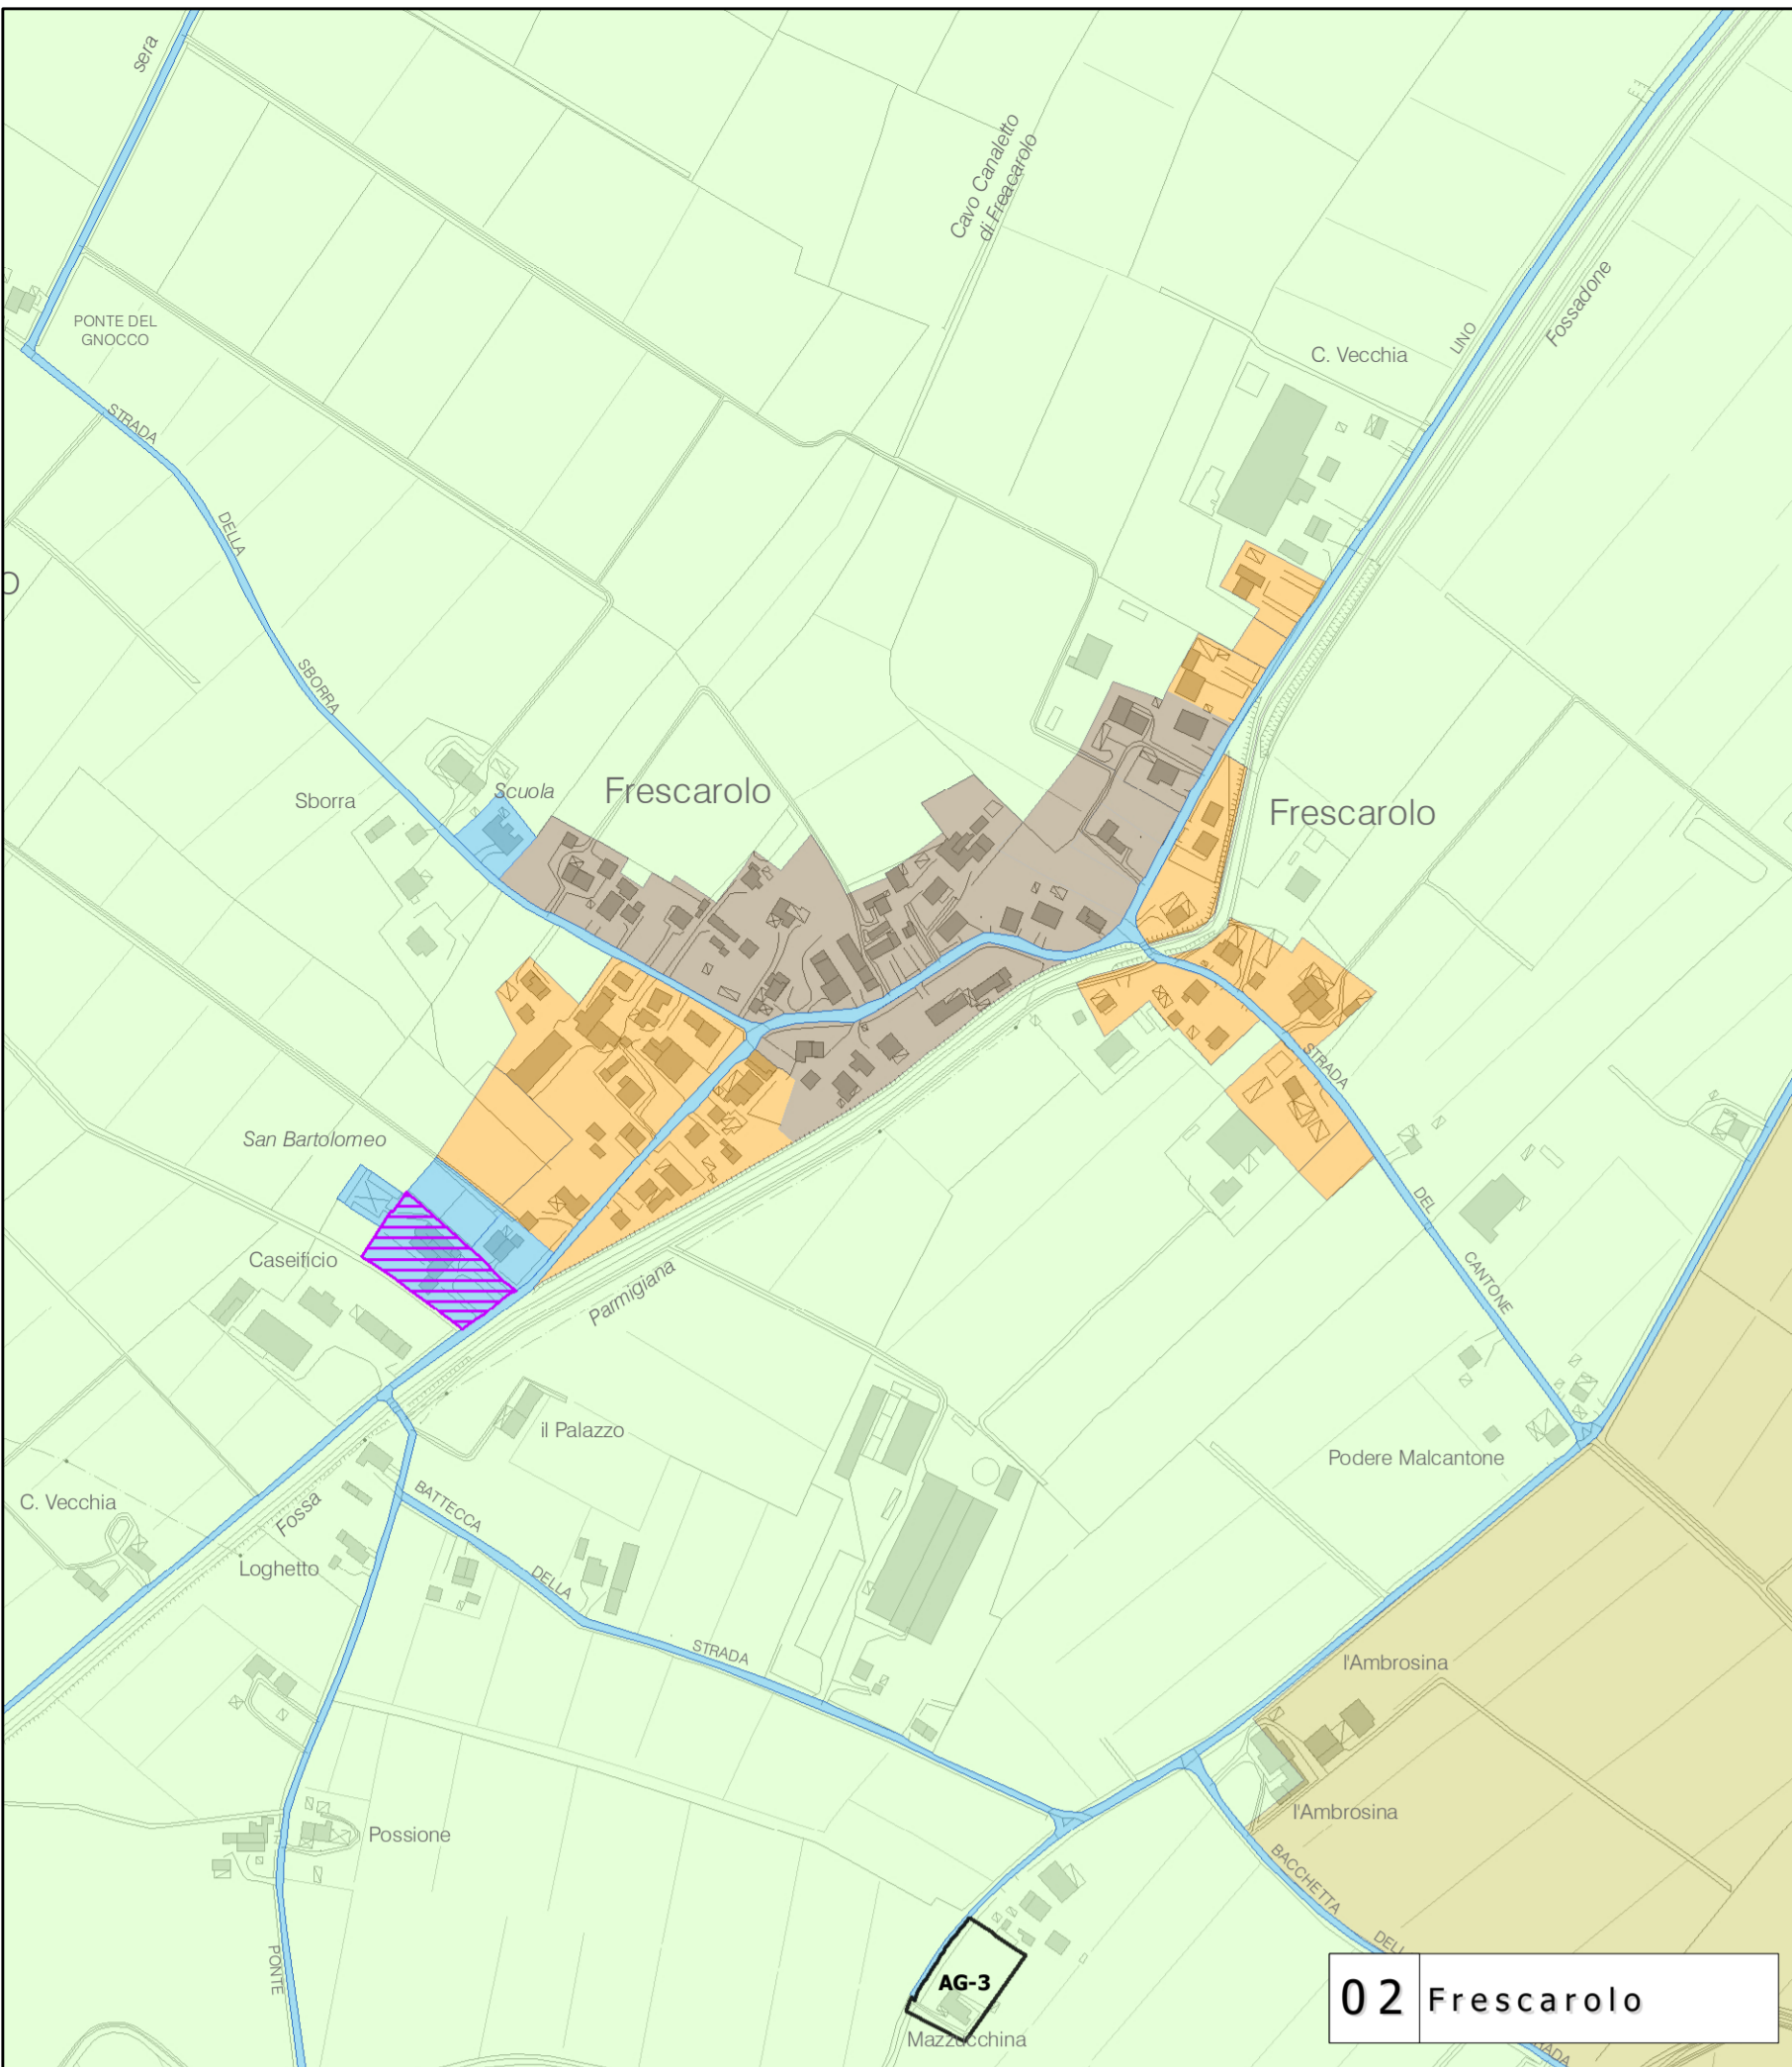 sera
Cavo Canaletto
di Freacarolo
Fossadone
PONTE DEL
GNOCCO
LINO
C. Vecchia
STRADA
DELLA
O
SBORRA
Scuola
Frescarolo
Sborra
Frescarolo
STRADA
San Bartolomeo
DEL
Caseificio
CANTONE
Parmigiana
il Palazzo
Podere Malcantone
BATTECCA
C. Vecchia
Fossa
Loghetto
DELLA
STRADA
l'Ambrosina
l'Ambrosina
Possione
BACCHETTA
DELL
PONTE
AG-3
02 Frescarolo
Mazzucchina